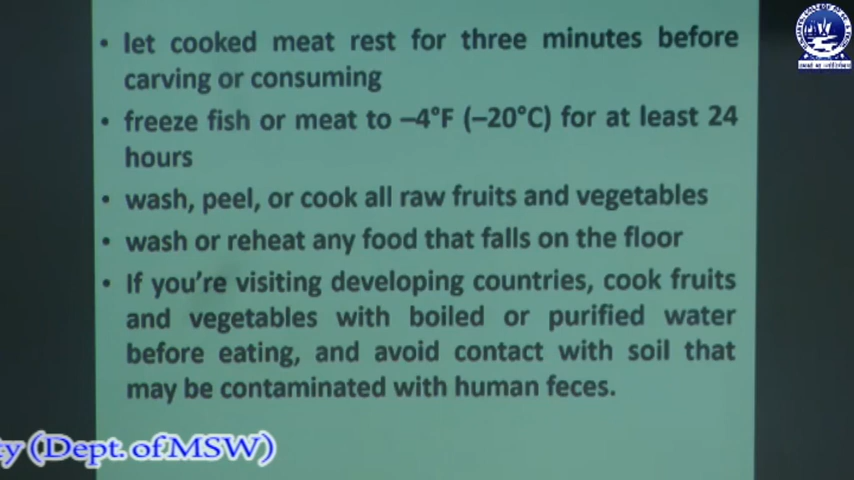 • let cooked meat rest for three minutes before
carving or consuming
• freeze fish or meat to –4°F (–20°C) for at least 24
hours
• wash, peel, or cook all raw fruits and vegetables
• wash or reheat any food that falls on the floor
• If you’re visiting developing countries, cook fruits
and vegetables with boiled or purified water
before eating, and avoid contact with soil that
may be contaminated with human feces.
(Dept. of MSW)